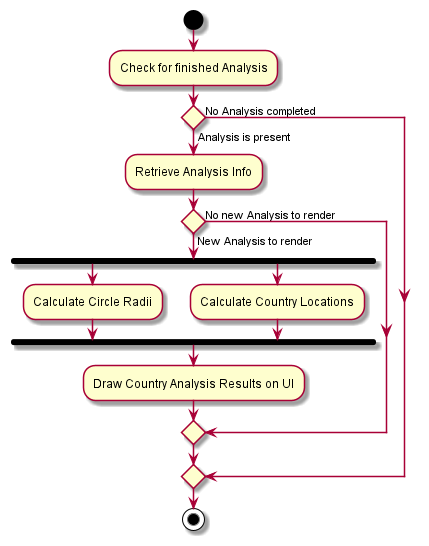 Check for finished Analysis
No Analysis completed
Analysis is present
Retrieve Analysis Info
No new Analysis to render
New Analysis to render
Calculate Circle Radii
Calculate Country Locations
Draw Country Analysis Results on UI